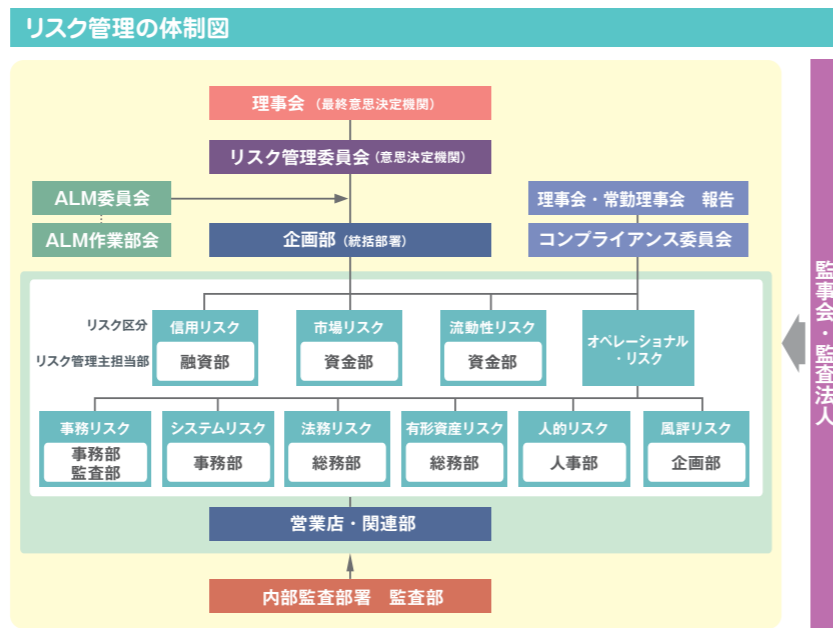 リスク管理の体制図
理事会（最終意思決定機関）
リスク管理委員会（意思決定機関）
ALM委員会
理事会・常勤理事会　報告
ALM作業部会
企画部（統括部署）
コンプライアンス委員会
リスク区分
信用リスク
市場リスク
流動性リスク
オペレーショナル
・リスク
リスク管理主担当部
融資部
資金部
資金部
事務リスク
システムリスク
法務リスク
有形資産リスク
人的リスク
風評リスク
事務部
監査部
事務部
総務部
総務部
人事部
企画部
営業店・関連部
内部監査部署　監査部
監事会・監査法人